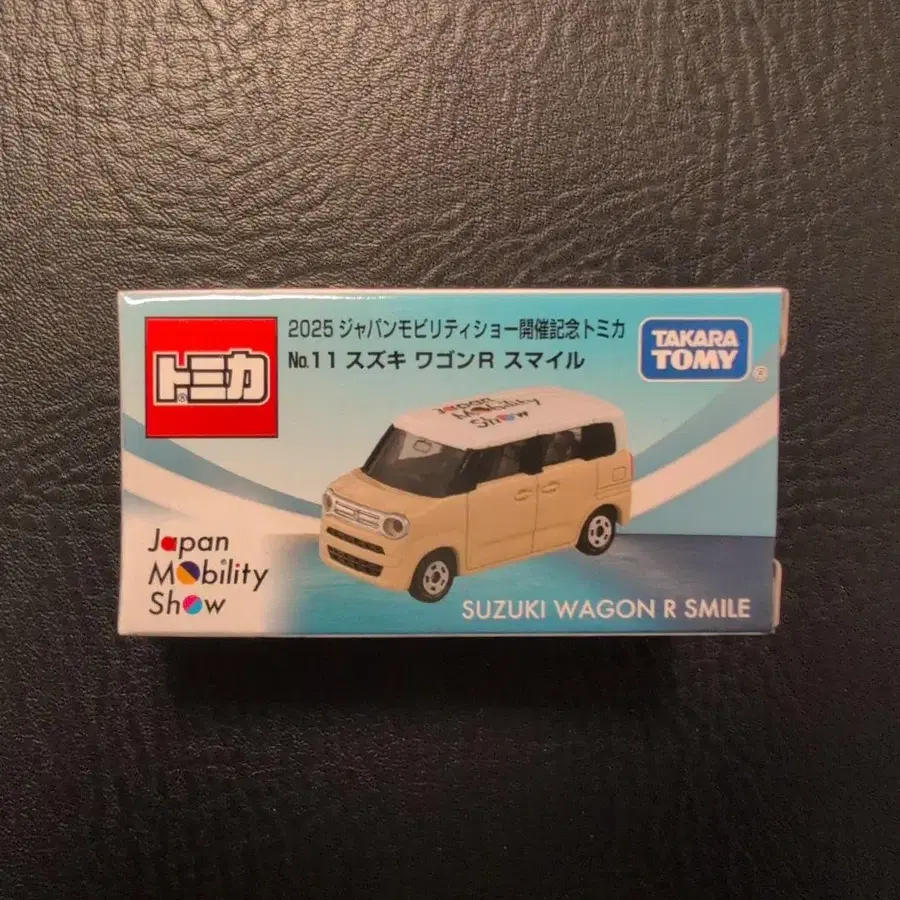 トミカ
®
2025 ジャパンモビリティショー開催記念トミカ
No.11 スズキ ワゴンR スマイル
TAKARA
TOMY
®
Japan
Mobility
Show
Japan
Mobility
Show
SUZUKI WAGON R SMILE